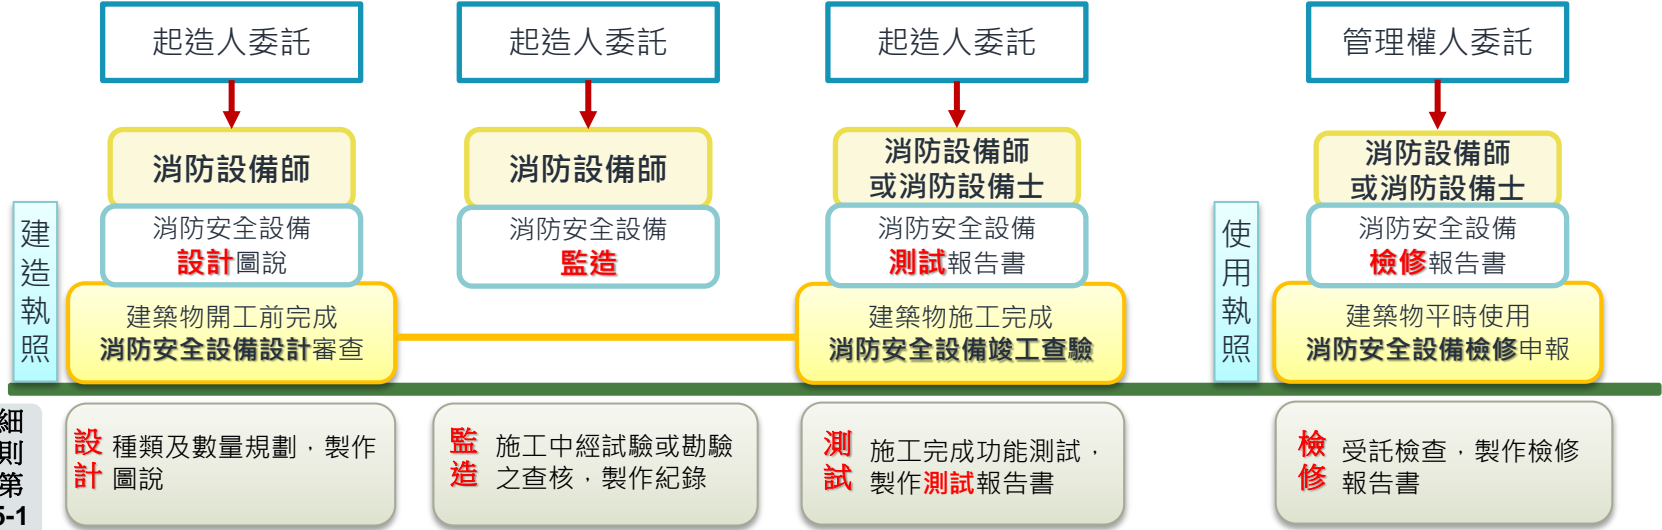 起造人委託
起造人委託
起造人委託
管理權人委託
消防設備師
消防設備師
消防設備師
或消防設備士
消防設備師
或消防設備士
建造執照
消防安全設備
設計圖說
消防安全設備
監造
消防安全設備
測試報告書
使用執照
消防安全設備
檢修報告書
建築物開工前完成
消防安全設備設計審查
建築物施工完成
消防安全設備竣工查驗
建築物平時使用
消防安全設備檢修申報
細則第
5-1
設計
種類及數量規劃，製作
圖說
監造
施工中經試驗或勘驗
之查核，製作紀錄
測試
施工完成功能測試，
製作測試報告書
檢修
受託檢查，製作檢修
報告書